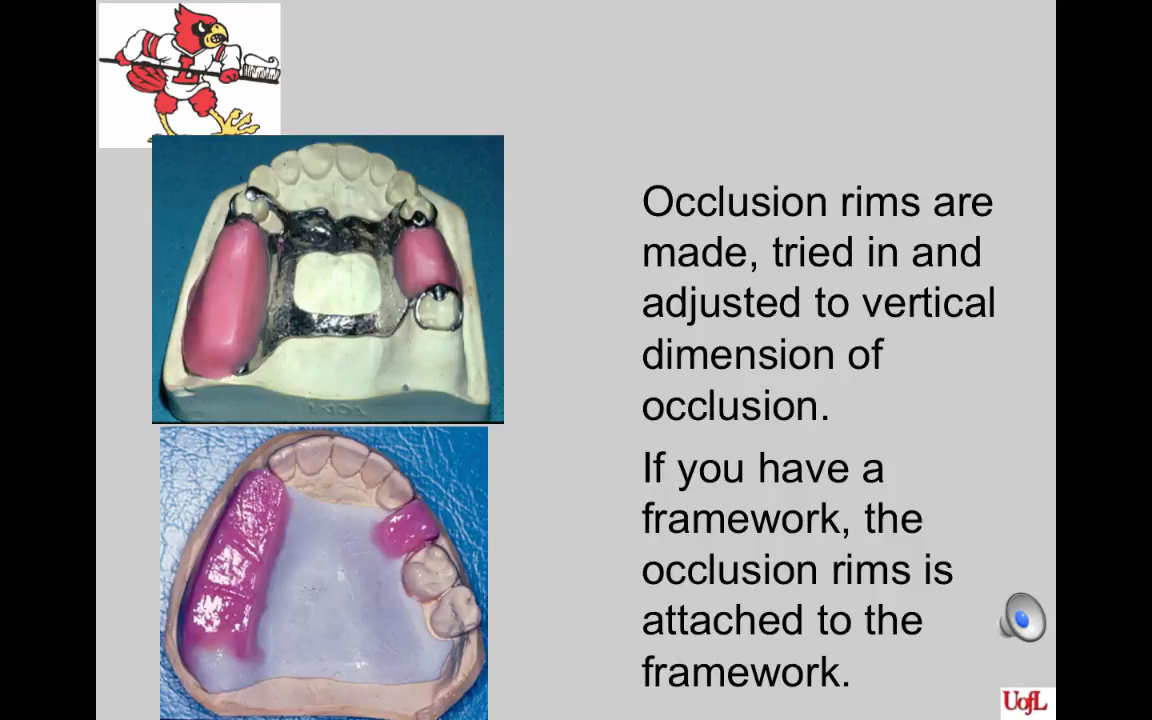 Occlusion rims are
made, tried in and
adjusted to vertical
dimension of
occlusion.
If you have a
framework, the
occlusion rims is
attached to the
framework.
UofL